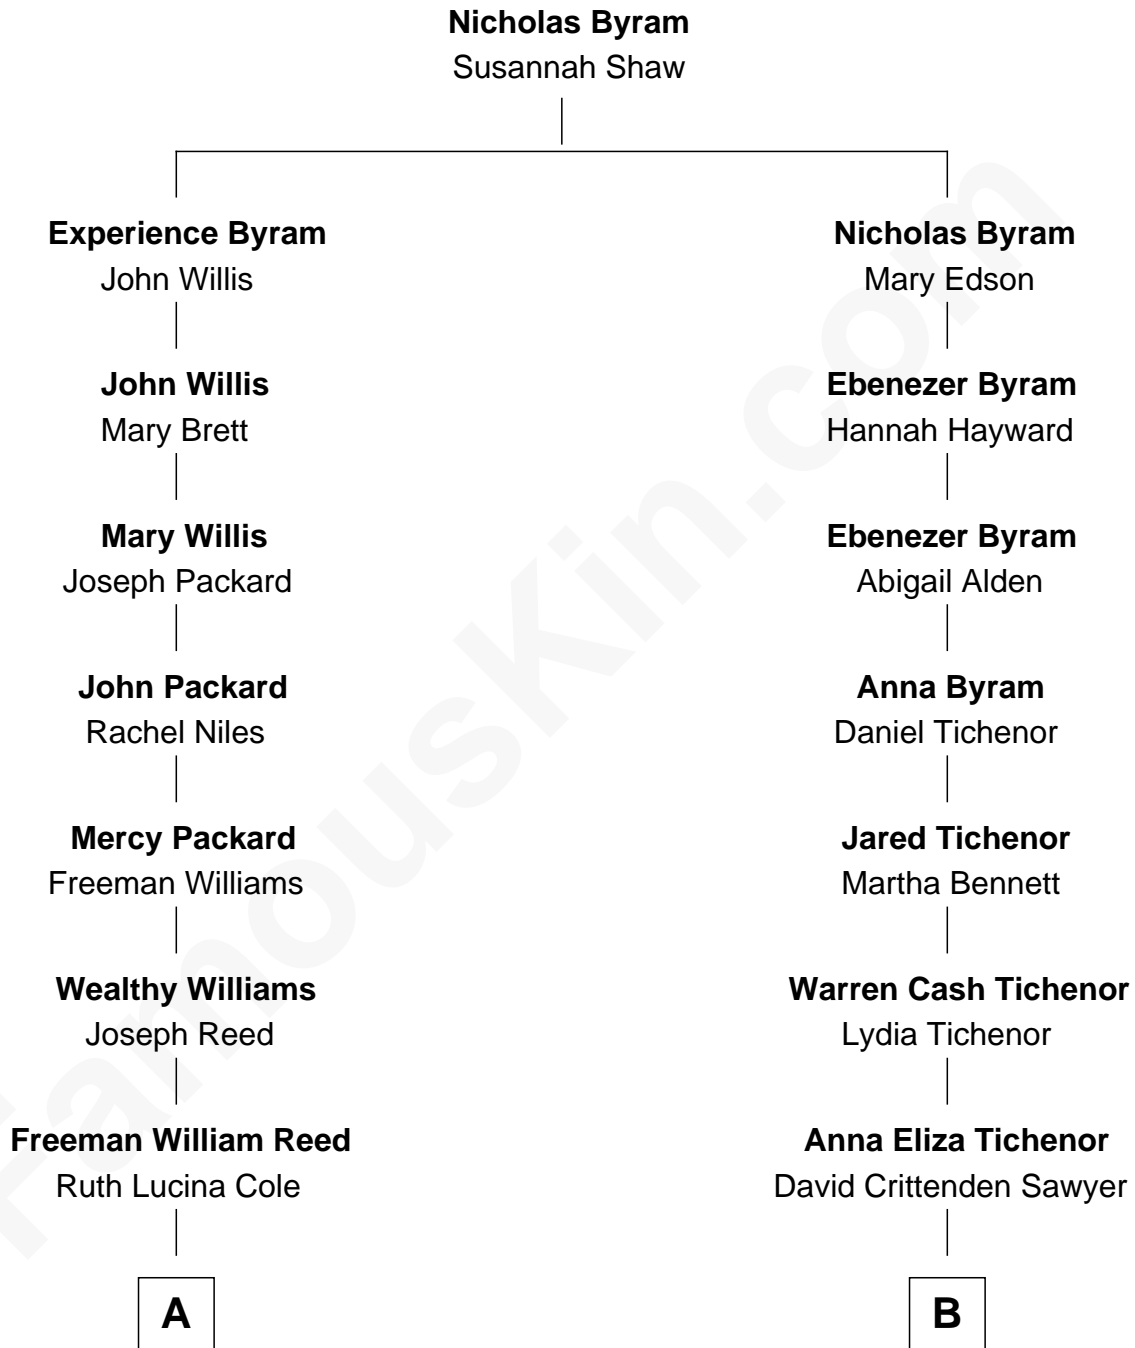 Nicholas Byram
Susannah Shaw
Experience Byram
John Willis
Nicholas Byram
Mary Edson
John Willis
Mary Brett
Ebenezer Byram
Hannah Hayward
Mary Willis
Joseph Packard
Ebenezer Byram
Abigail Alden
John Packard
Rachel Niles
Anna Byram
Daniel Tichenor
Mercy Packard
Freeman Williams
Jared Tichenor
Martha Bennett
Wealthy Williams
Joseph Reed
Warren Cash Tichenor
Lydia Tichenor
Freeman William Reed
Ruth Lucina Cole
Anna Eliza Tichenor
David Crittenden Sawyer
A
B
FamousKin.com